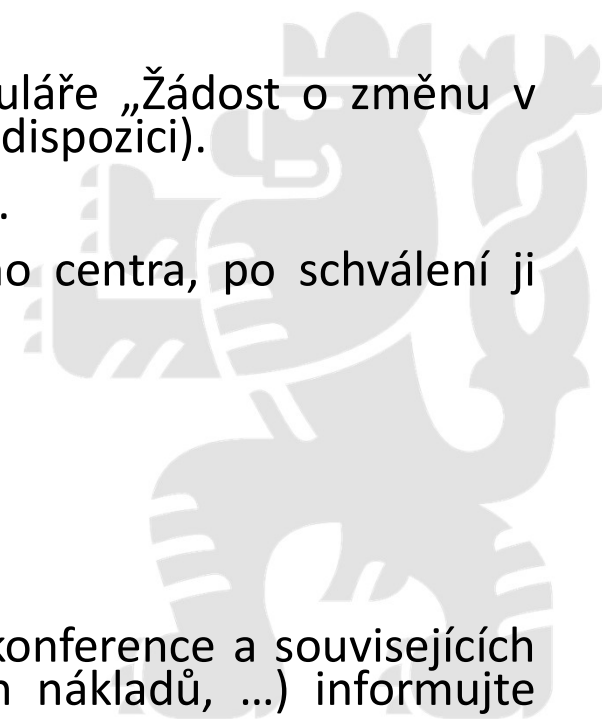 uláře „Žádost o změnu v
dispozici).
.
o centra, po schválení ji
konference a souvisejících
nákladů, …) informujte